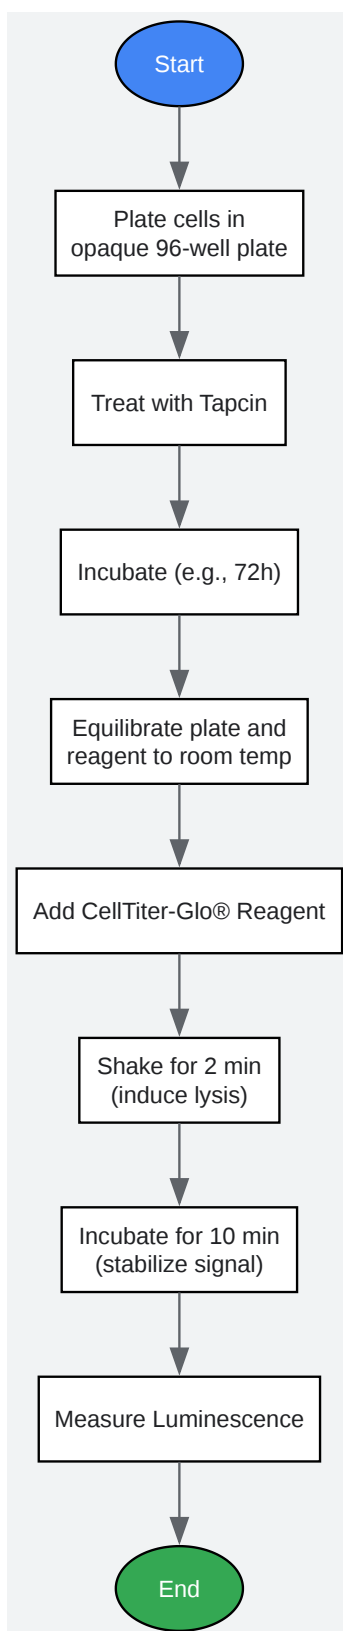 Start
Plate cells in
opaque 96-well plate
Treat with Tapcin
Incubate (e.g., 72h)
Equilibrate plate and
reagent to room temp
Add CellTiter-Glo® Reagent
Shake for 2 min
(induce lysis)
Incubate for 10 min
(stabilize signal)
Measure Luminescence
End